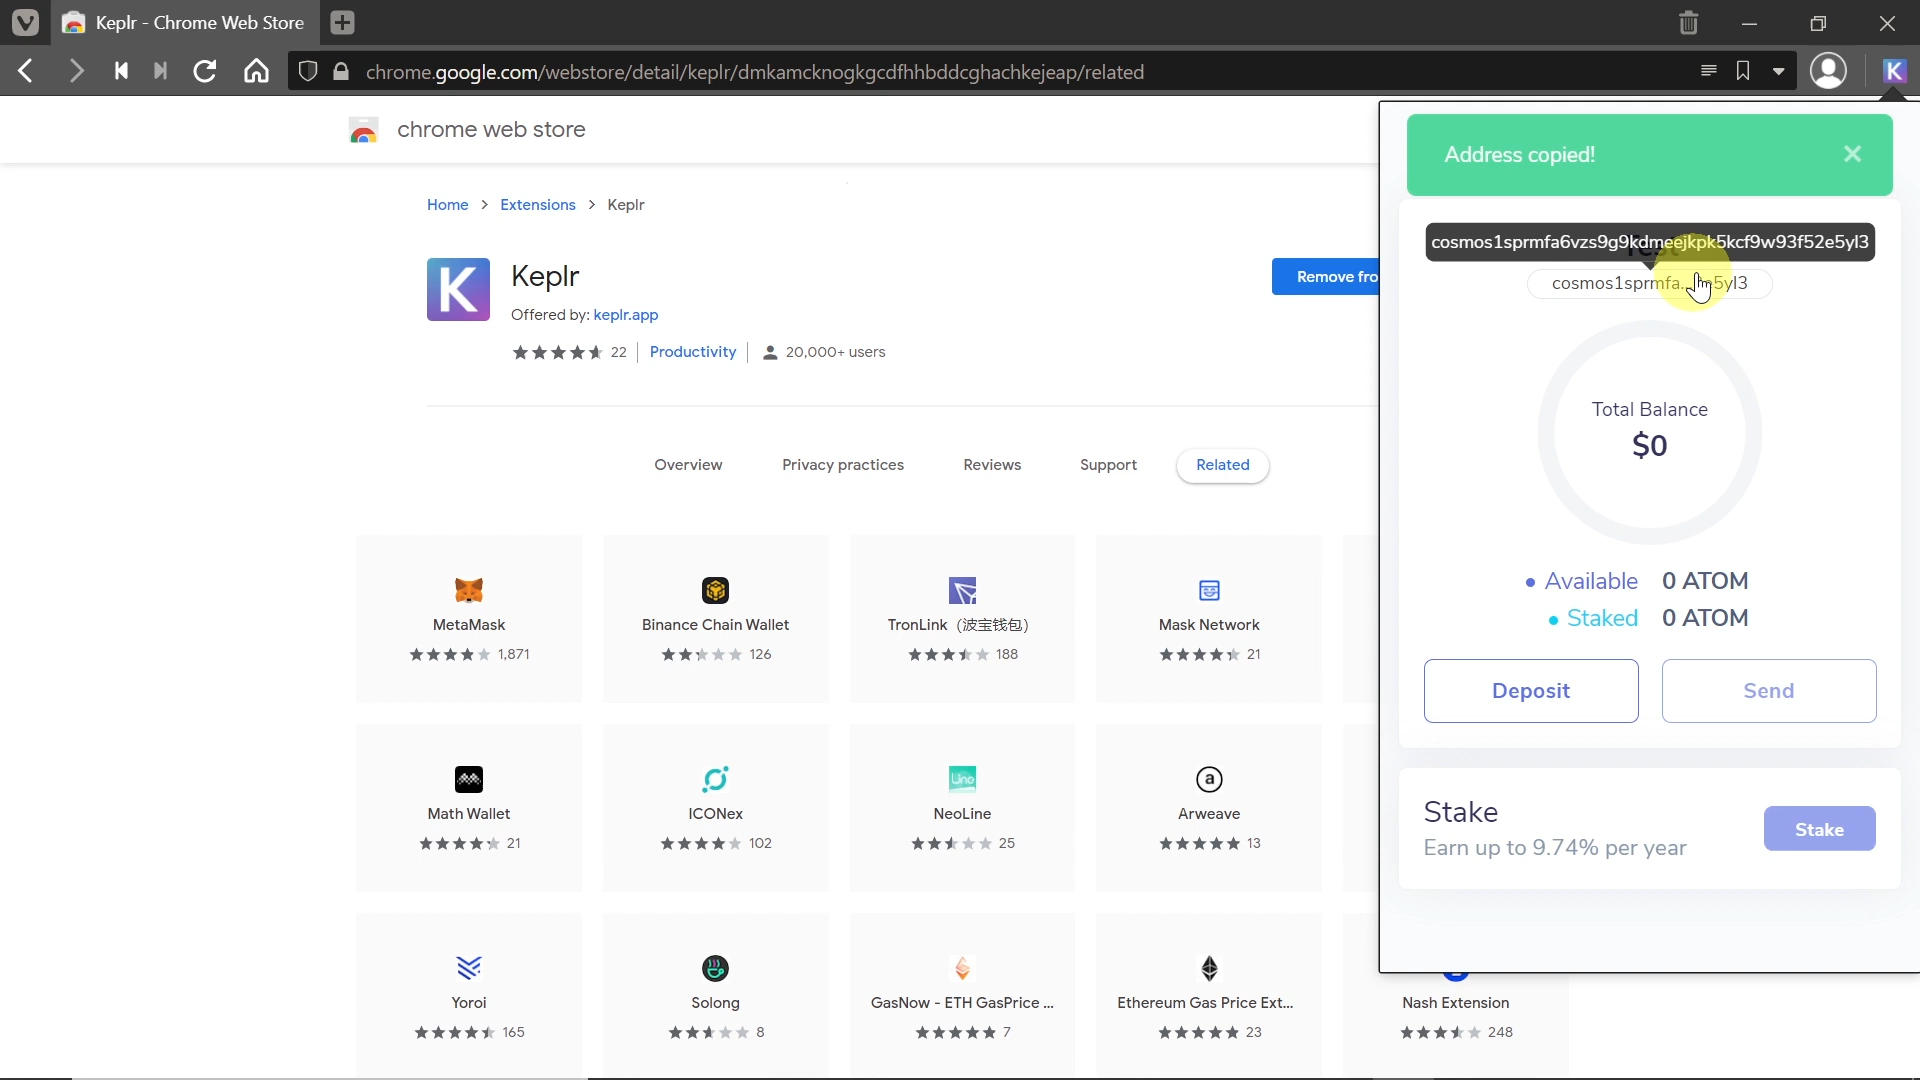 Keplr - Chrome Web Store
chrome.google.com/webstore/detail/keplr/dmkamcknogkgcdfhhbddcghachkejeap/related
chrome web store
Home > Extensions > Keplr
K
Keplr
Offered by: keplr.app
22 Productivity 20,000+ users
Remove fro
Overview Privacy practices Reviews Support Related
MetaMask
1,871
Binance Chain Wallet
126
TronLink（波宝钱包）
188
Mask Network
21
Math Wallet
21
ICONex
102
Lino
NeoLine
25
a
Arweave
13
Yoroi
165
Solong
8
GasNow - ETH GasPrice ...
7
Ethereum Gas Price Ext...
23
Nash Extension
248
K
Address copied!
cosmos1sprmfa6vzs9g9kdmeejkpk5kcf9w93f52e5yl3
cosmos1sprmfa...e5yl3
Total Balance
$0
Available 0 ATOM
Staked 0 ATOM
Deposit
Send
Stake
Earn up to 9.74% per year
Stake